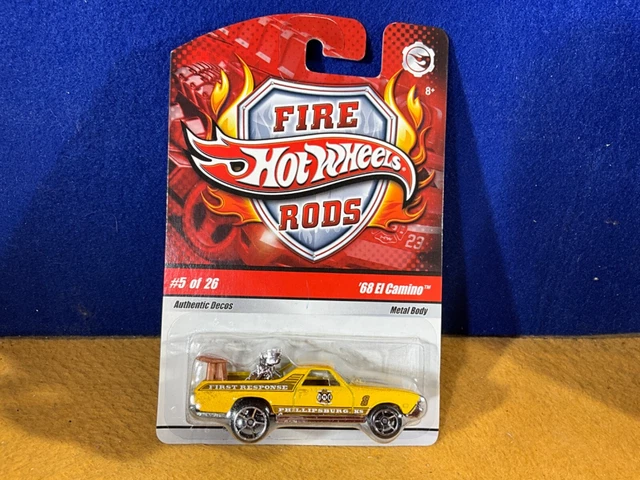 8+
FIRE
HOT WHEELS
RODS
23
#5 of 26
'68 El Camino™
Authentic Decos
Metal Body
FIRST RESPONSE
PHILLIPSBURG, KS